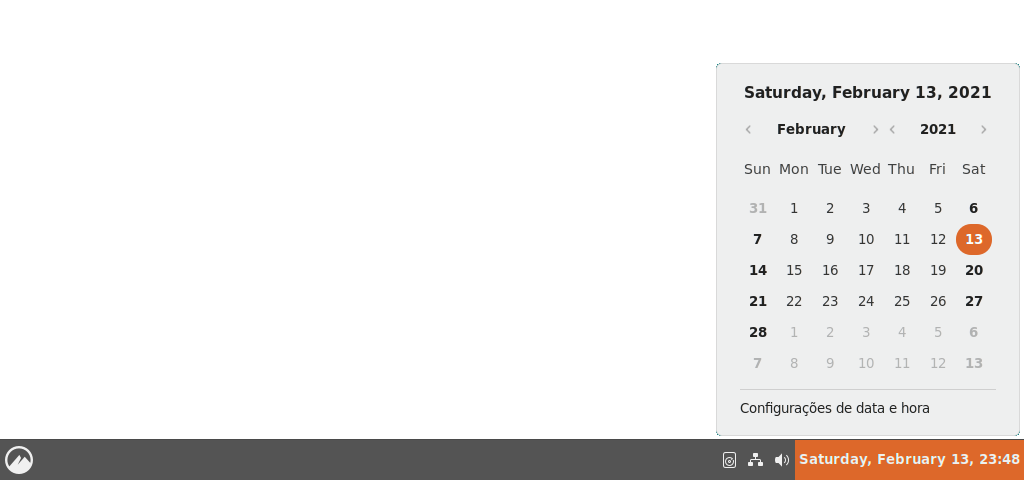 Saturday, February 13, 2021
‹ February › ‹ 2021 ›
Sun Mon Tue Wed Thu Fri Sat
31 1 2 3 4 5 6
7 8 9 10 11 12 13
14 15 16 17 18 19 20
21 22 23 24 25 26 27
28 1 2 3 4 5 6
7 8 9 10 11 12 13
Configurações de data e hora
Saturday, February 13, 23:48